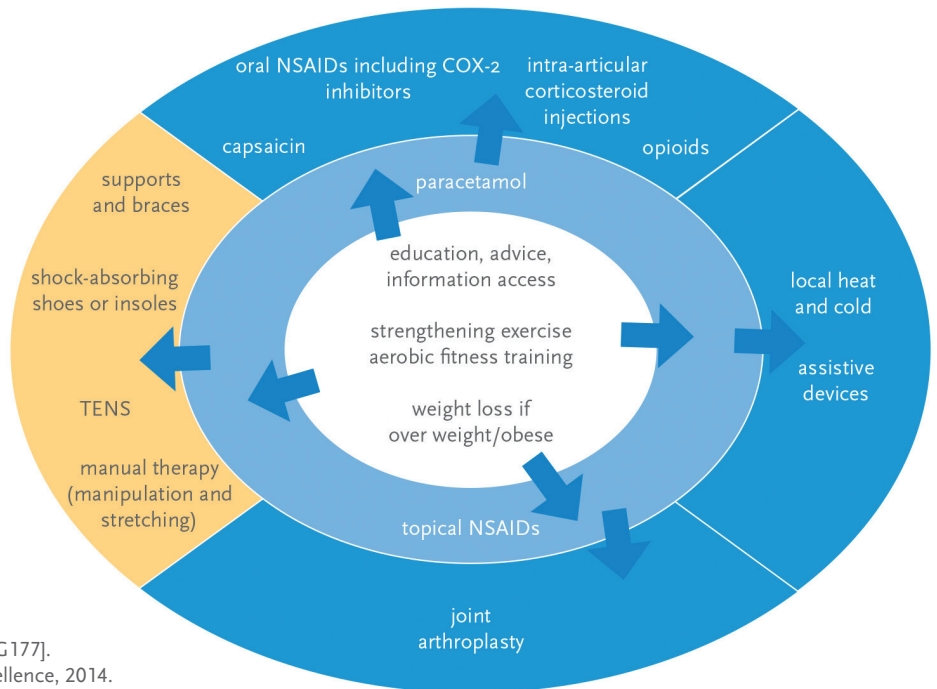 oral NSAIDs including COX-2
inhibitors
intra-articular
corticosteroid
injections
capsaicin
opioids
supports
and braces
paracetamol
education, advice,
information access
shock-absorbing
shoes or insoles
local heat
and cold
strengthening exercise
aerobic fitness training
assistive
devices
TENS
weight loss if
over weight/obese
manual therapy
(manipulation and
stretching)
topical NSAIDs
joint
arthroplasty
G177].
ellence, 2014.